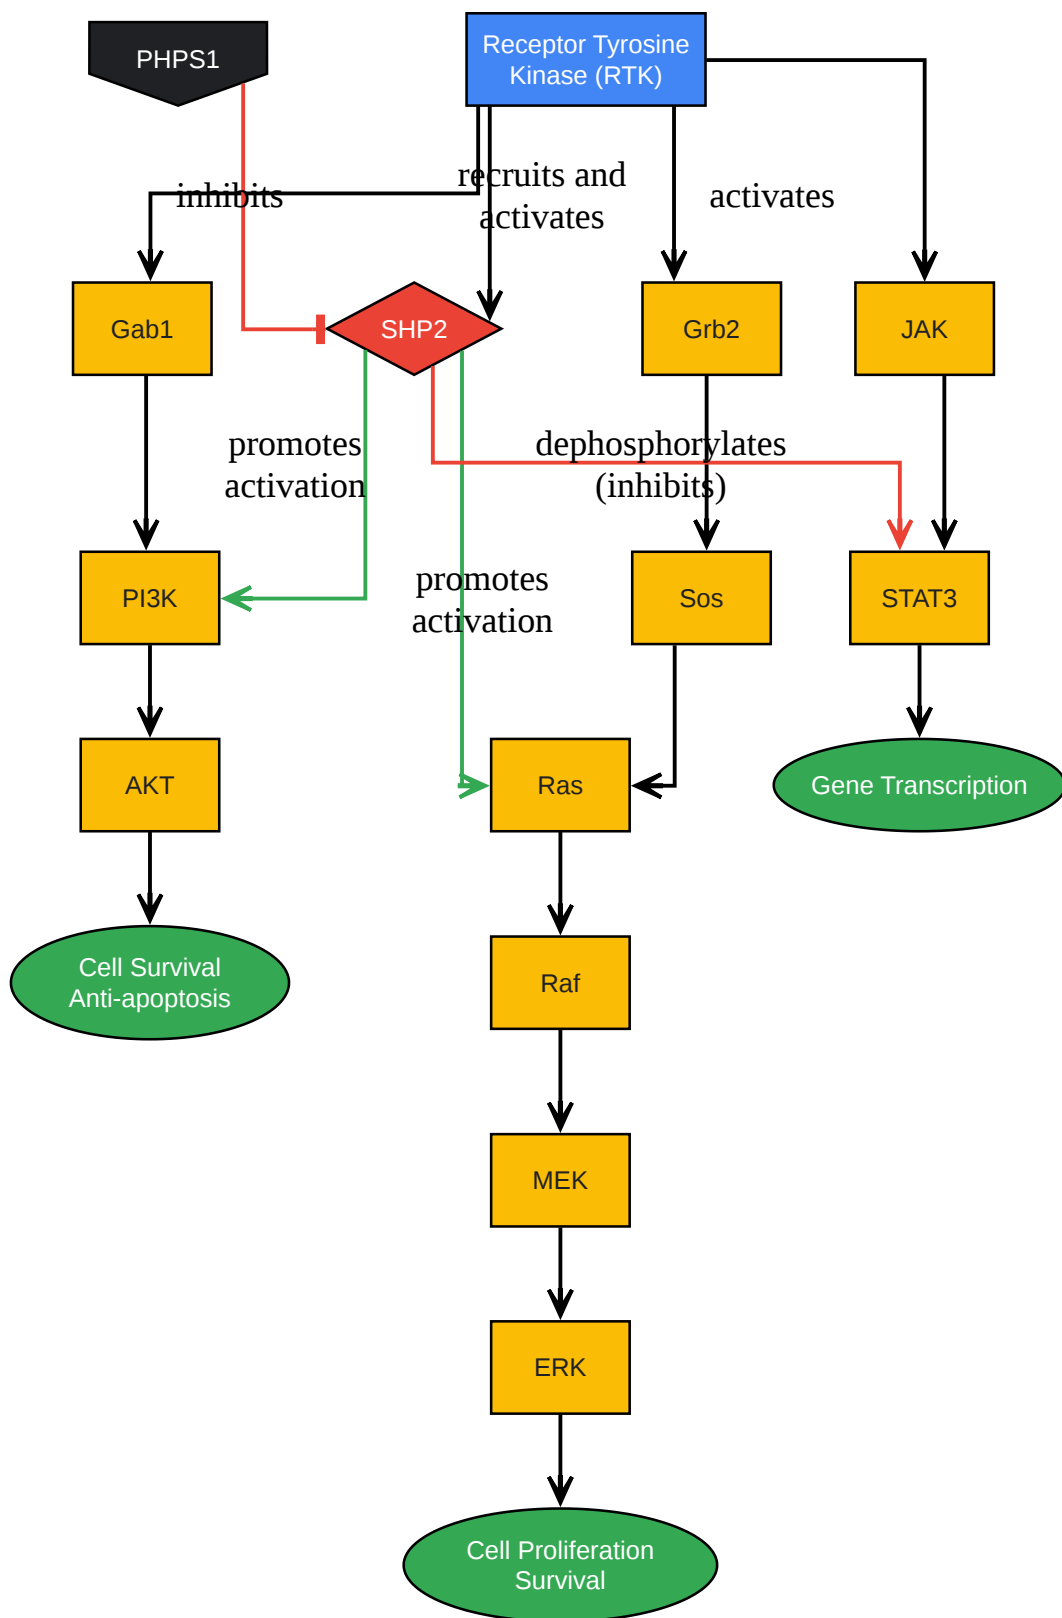 PHPS1
Receptor Tyrosine
Kinase (RTK)
inhibits
recruits and
activates
activates
Gab1
SHP2
Grb2
JAK
promotes
activation
dephosphorylates
(inhibits)
PI3K
promotes
activation
Sos
STAT3
AKT
Ras
Gene Transcription
Cell Survival
Anti-apoptosis
Raf
MEK
ERK
Cell Proliferation
Survival